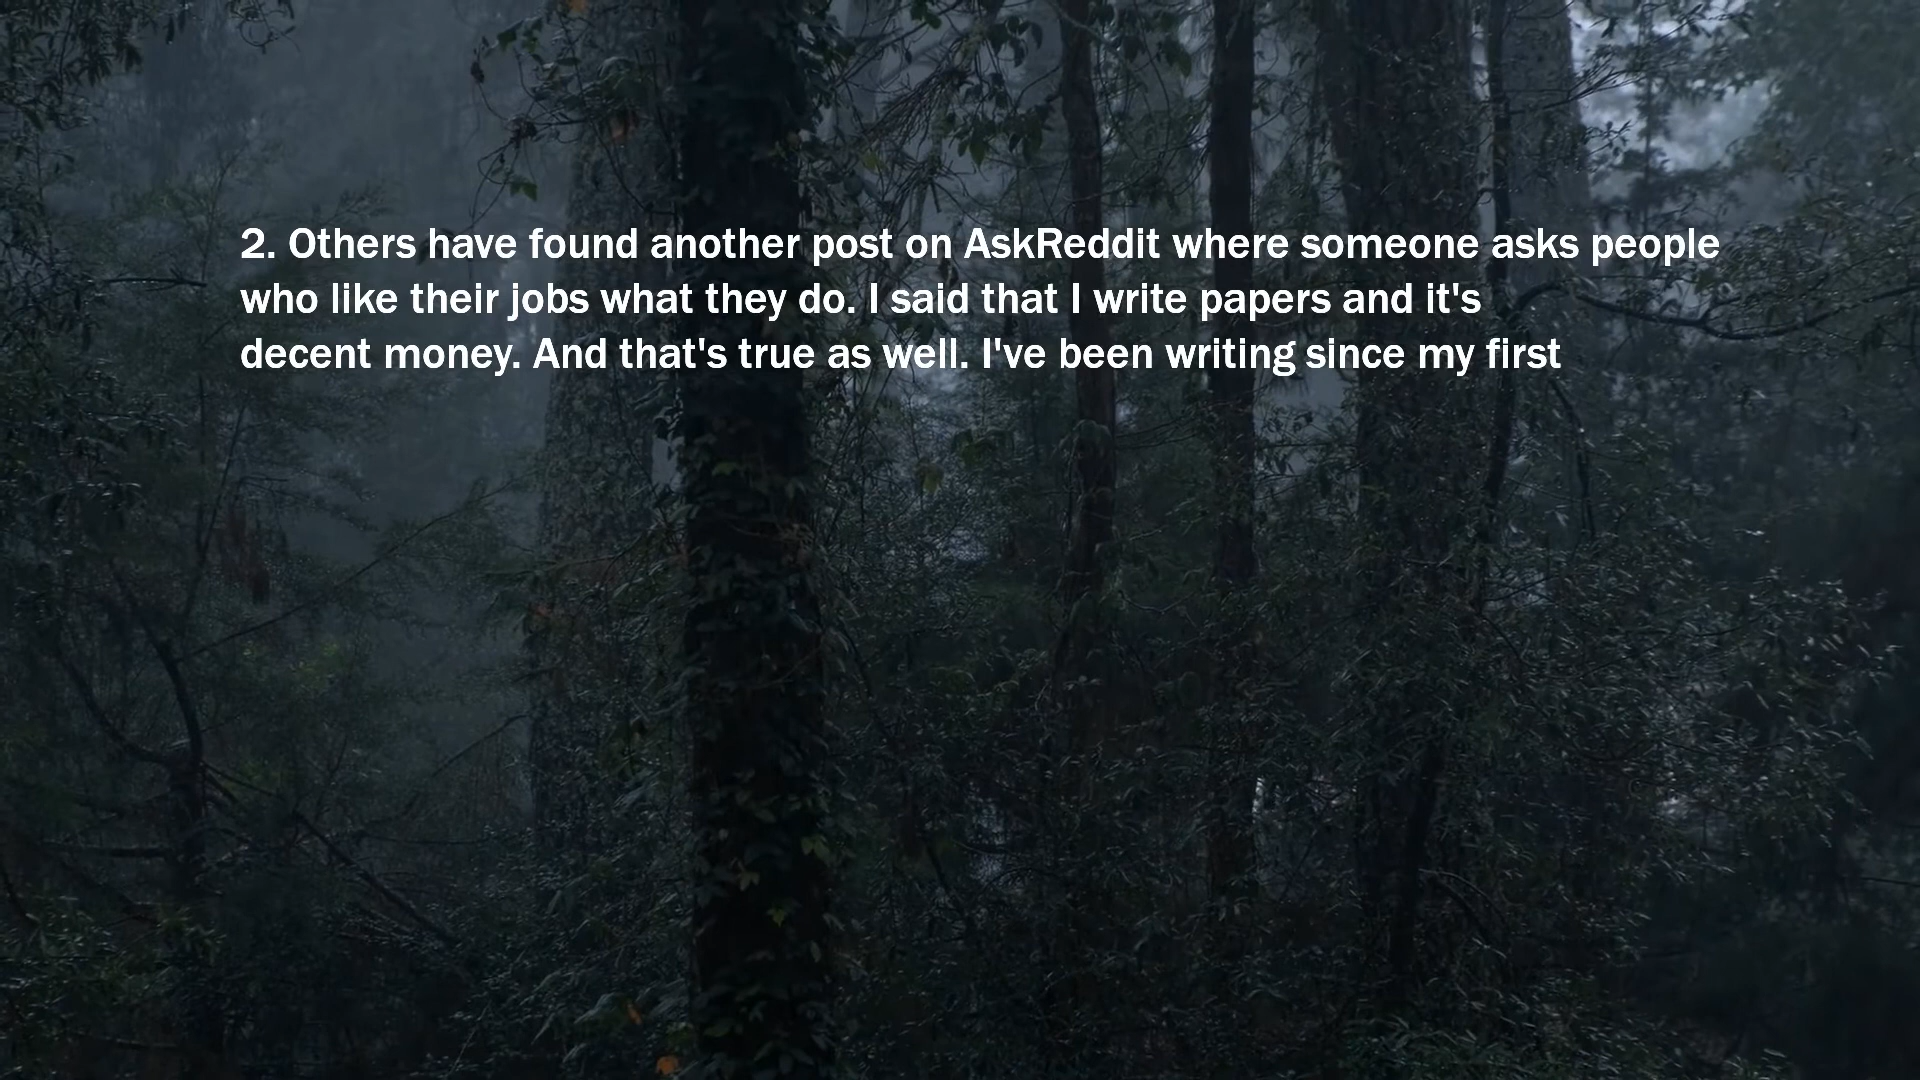 2. Others have found another post on AskReddit where someone asks people
who like their jobs what they do. I said that I write papers and it's
decent money. And that's true as well. I've been writing since my first